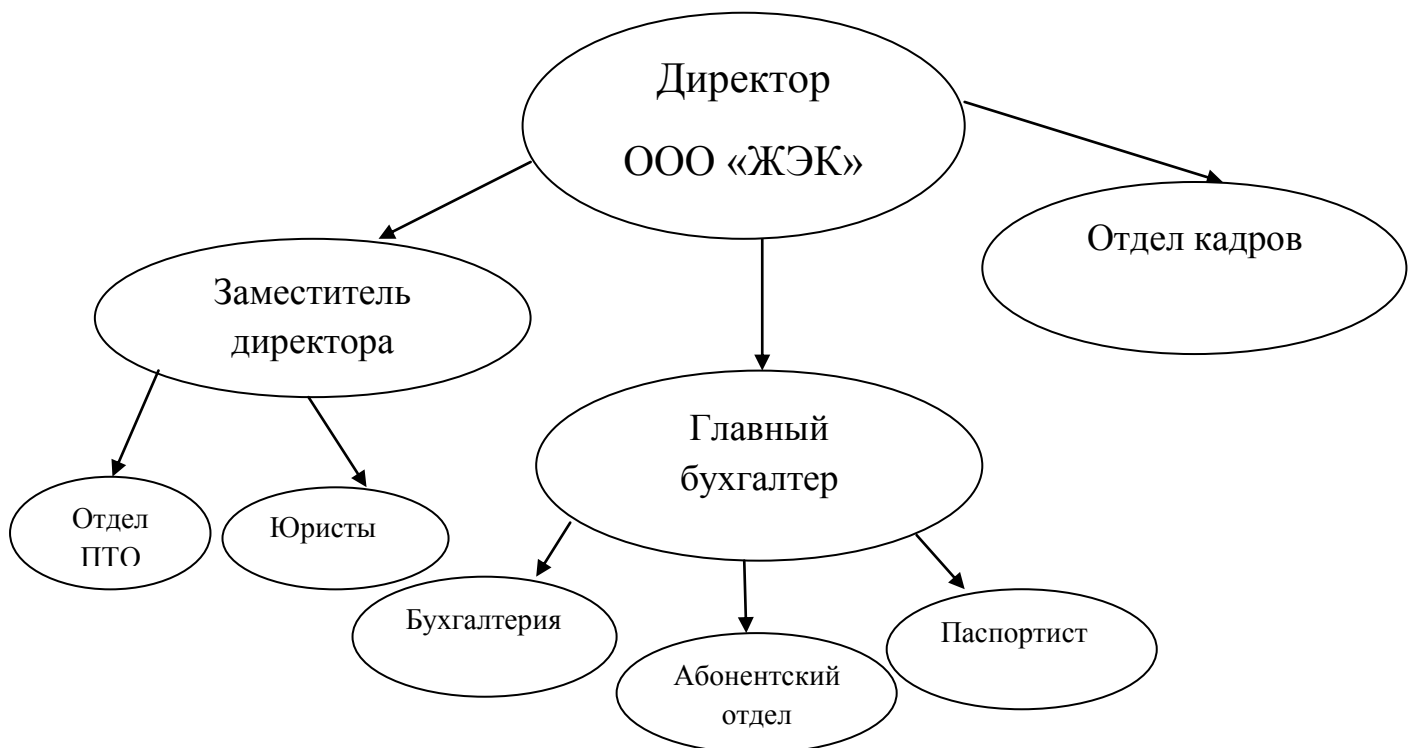 Директор
ООО «ЖЭК»
Отдел кадров
Заместитель
директора
Главный
бухгалтер
Отдел
ПТО
Юристы
Бухгалтерия
Абонентский
отдел
Паспортист